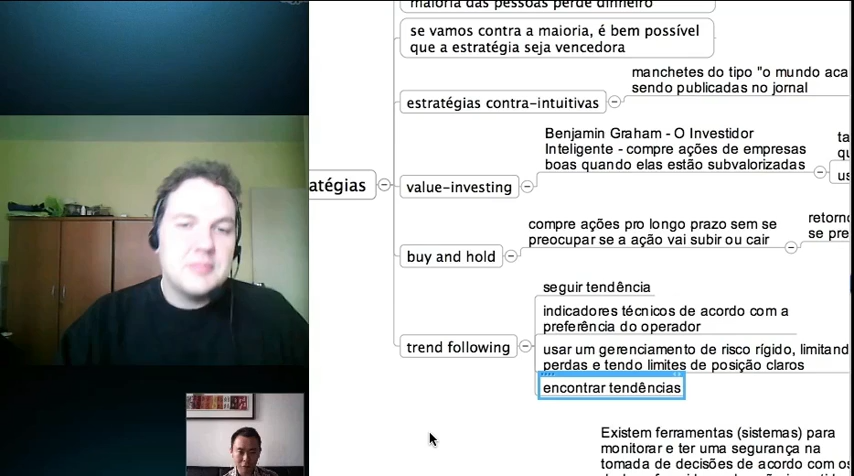 maioria das pessoas perde dinheiro
se vamos contra a maioria, é bem possível
que a estratégia seja vencedora
manchetes do tipo "o mundo aca
sendo publicadas no jornal
estratégias contra-intuitivas
Benjamin Graham - O Investidor
Inteligente - compre ações de empresas
boas quando elas estão subvalorizadas
ta
qu
us
atégias
value-investing
compre ações pro longo prazo sem se
preocupar se a ação vai subir ou cair
retorno
se pre
buy and hold
seguir tendência
indicadores técnicos de acordo com a
preferência do operador
trend following
usar um gerenciamento de risco rígido, limitand
perdas e tendo limites de posição claros
encontrar tendências
Existem ferramentas (sistemas) para
monitorar e ter uma segurança na
tomada de decisões de acordo com o